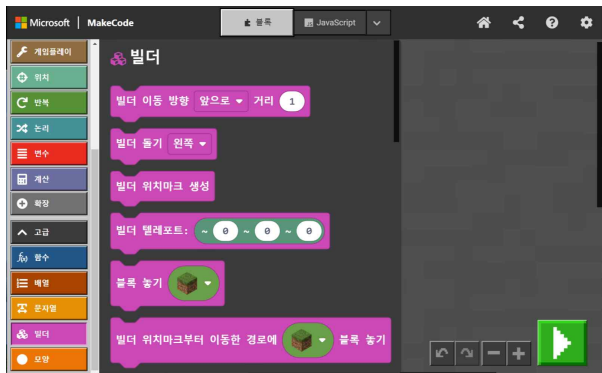 Microsoft | MakeCode 블록 JavaScript
게임플레이
위치
반복
논리
변수
계산
확장
고급
함수
배열
문자열
빌더
모양
빌더
빌더 이동 방향 앞으로 거리 1
빌더 돌기 왼쪽
빌더 위치마크 생성
빌더 텔레포트: ~ 0 ~ 0 ~ 0
블록 놓기
빌더 위치마크부터 이동한 경로에 블록 놓기